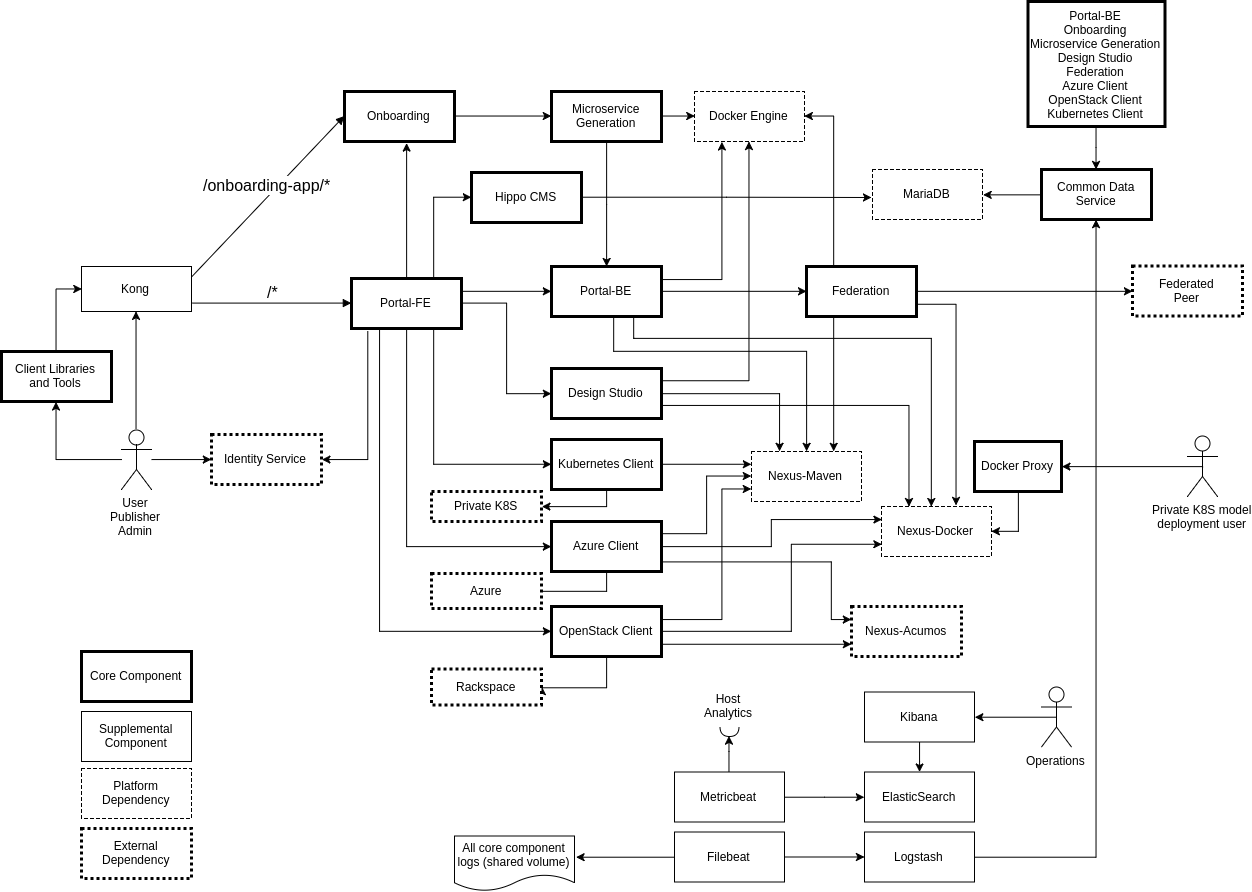 Portal-BE
Onboarding
Microservice Generation
Design Studio
Federation
Azure Client
OpenStack Client
Kubernetes Client
Onboarding
Microservice
Generation
Docker Engine
/onboarding-app/*
Hippo CMS
MariaDB
Common Data
Service
Kong
/*
Portal-FE
Portal-BE
Federation
Federated
Peer
Client Libraries
and Tools
Design Studio
User
Publisher
Admin
Identity Service
Kubernetes Client
Nexus-Maven
Docker Proxy
Private K8S model
deployment user
Private K8S
Azure Client
Nexus-Docker
Azure
OpenStack Client
Nexus-Acumos
Rackspace
Core Component
Supplemental
Component
Platform
Dependency
External
Dependency
Host
Analytics
Kibana
Operations
Metricbeat
ElasticSearch
All core component
logs (shared volume)
Filebeat
Logstash